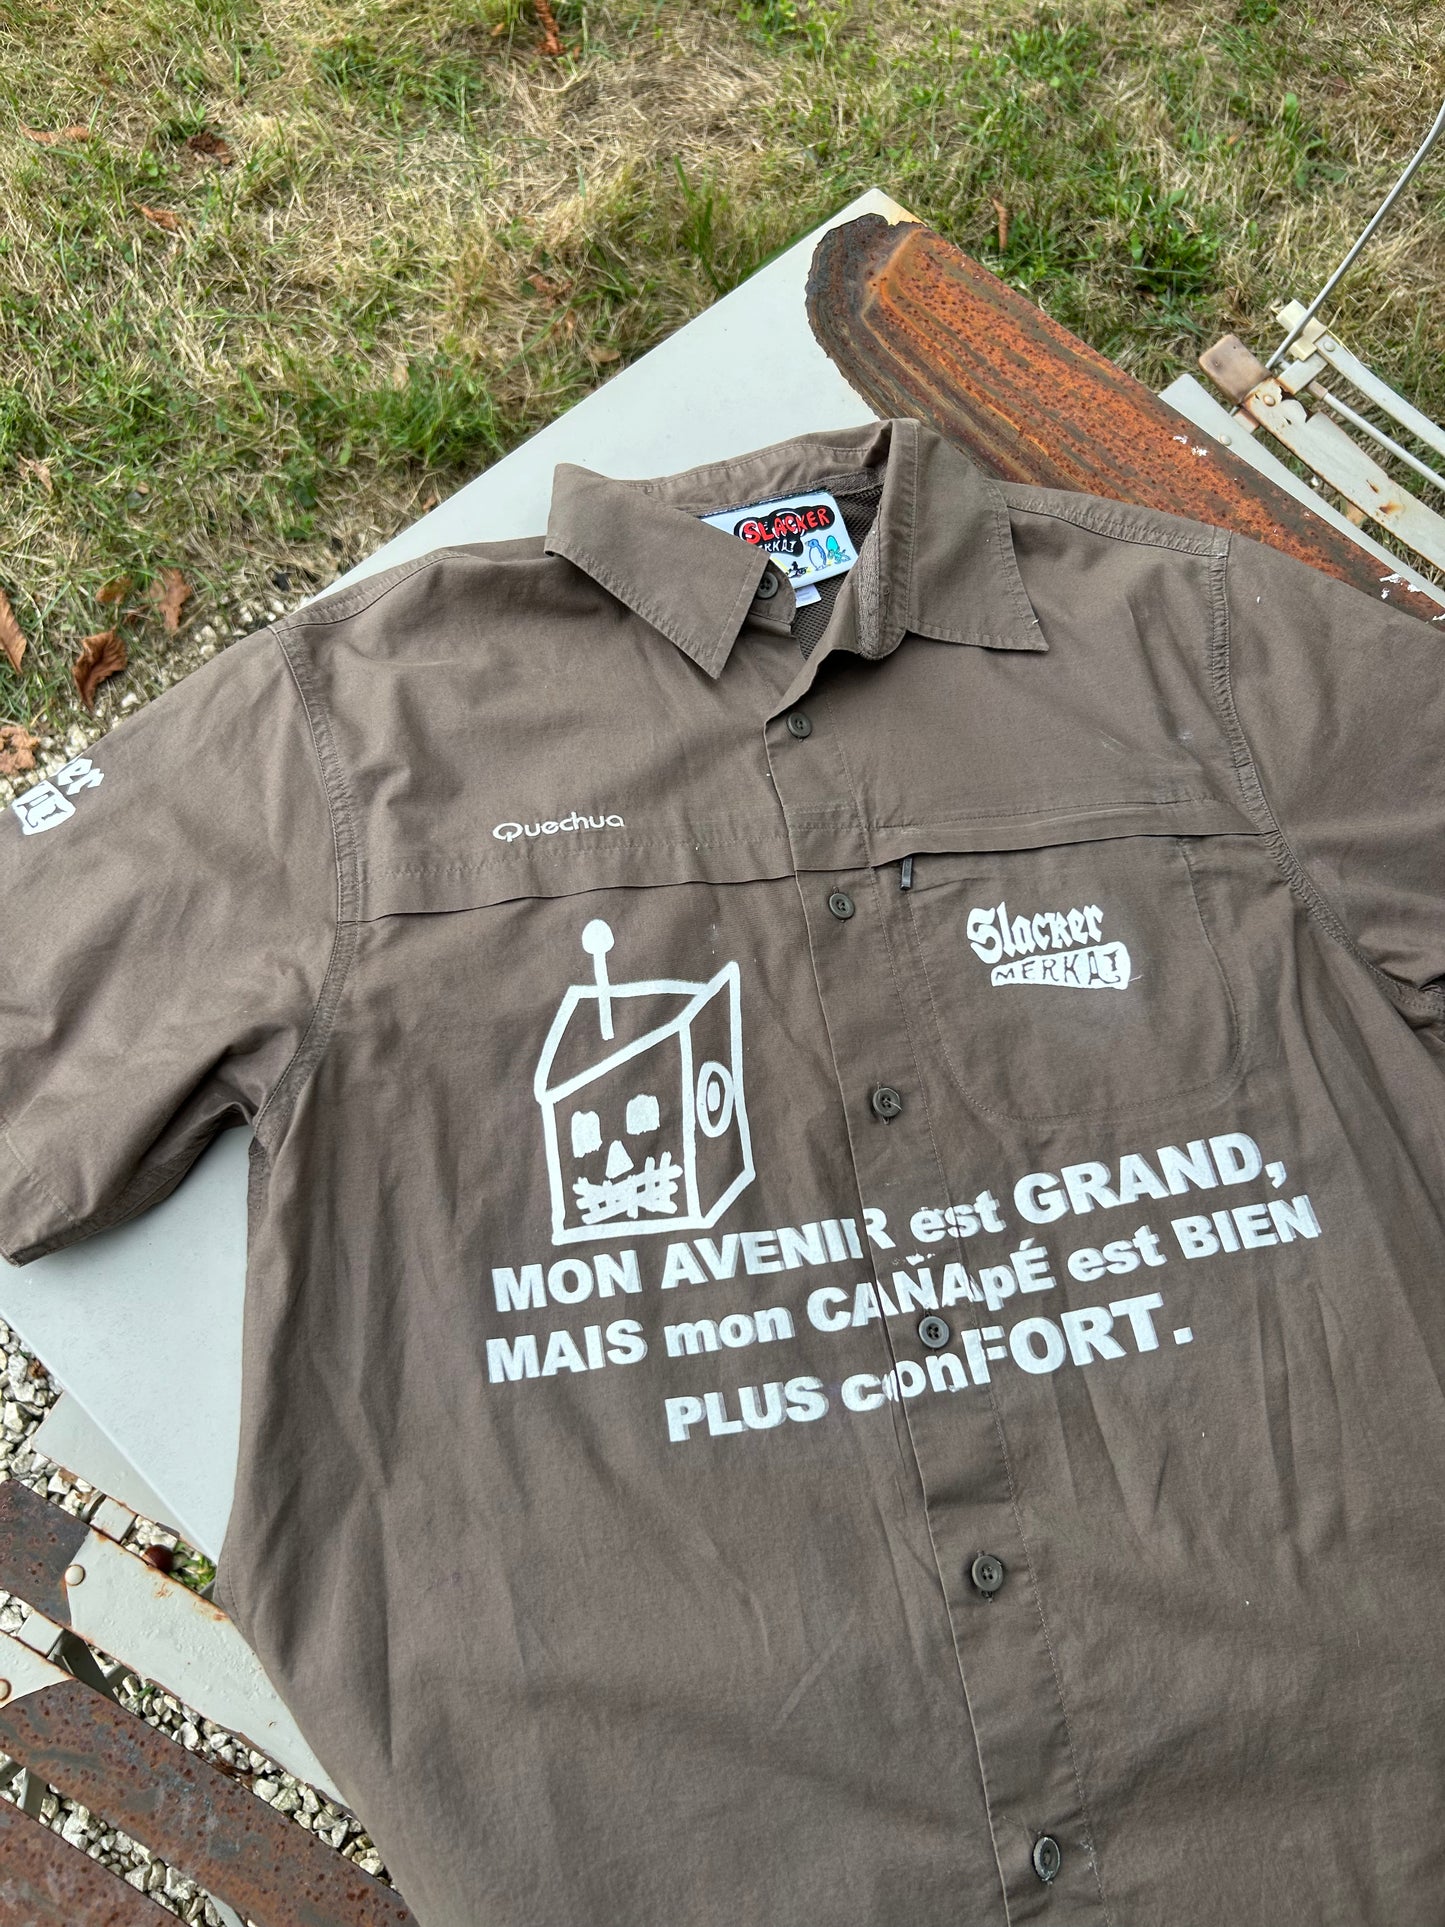 SLACKER
MERKAT
Quechua
Slacker
MERKAT
MON AVENIR est GRAND,
MAIS mon CAÑApÉ est BIEN
PLUS conFORT.